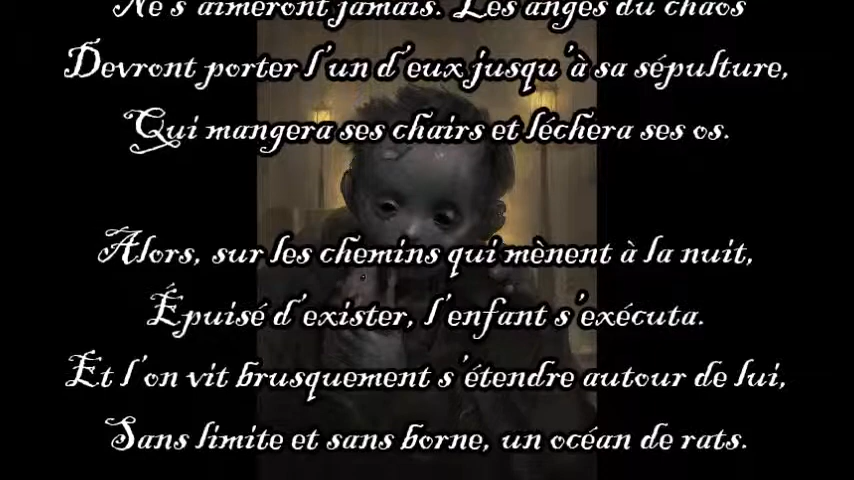 Ne s'aimeront jamais. Les anges du chaos
Devront porter l'un d'eux jusqu'à sa sépulture,
Qui mangera ses chairs et léchera ses os.
Alors, sur les chemins qui mènent à la nuit,
Épuisé d'exister, l'enfant s'exécuta.
Et l'on vit brusquement s'étendre autour de lui,
Sans limite et sans borne, un océan de rats.